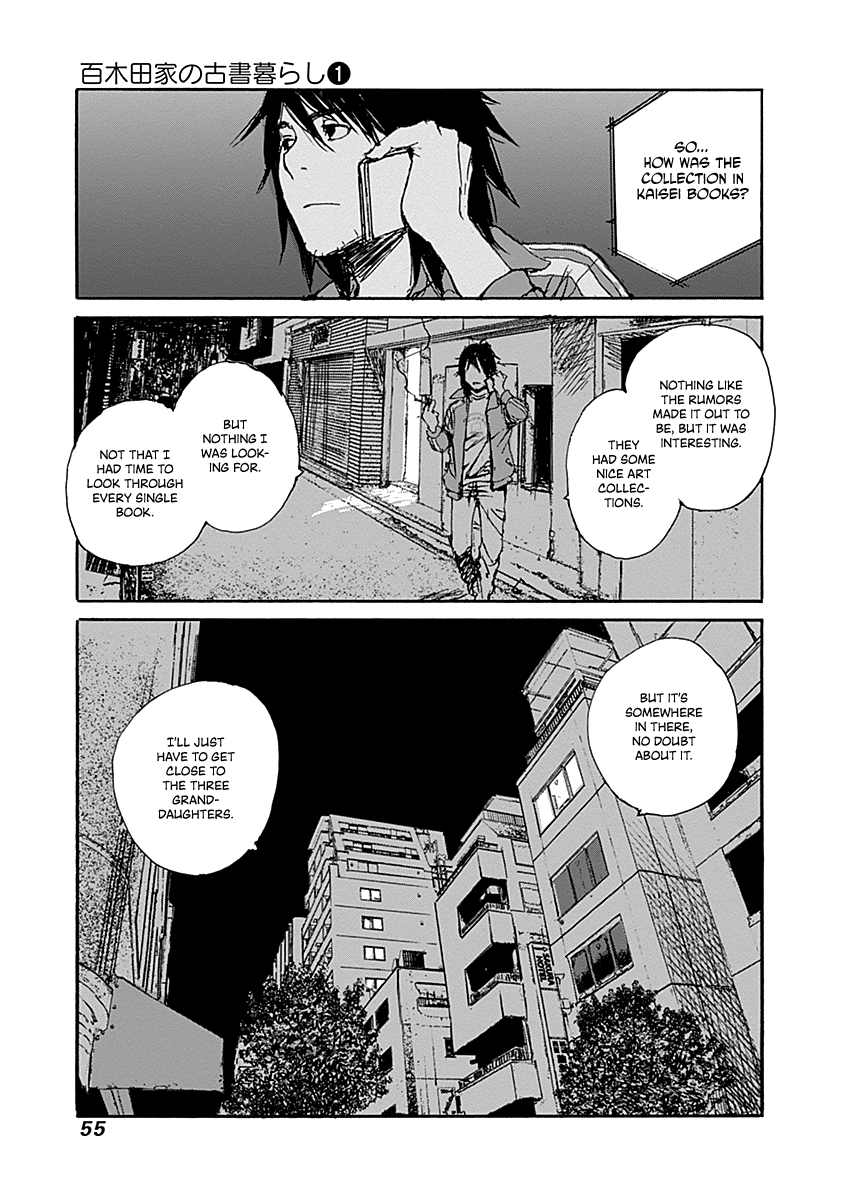 百木田家の古書暮らし❶
SO...
HOW WAS THE
COLLECTION IN
KAISEI BOOKS?
NOTHING LIKE
THE RUMORS
MADE IT OUT TO
BE, BUT IT WAS
INTERESTING.
THEY
HAD SOME
NICE ART
COLLEC-
TIONS.
BUT
NOTHING I
WAS LOOK-
ING FOR.
NOT THAT I
HAD TIME TO
LOOK THROUGH
EVERY SINGLE
BOOK.
BUT IT'S
SOMEWHERE
IN THERE,
NO DOUBT
ABOUT IT.
I'LL JUST
HAVE TO GET
CLOSE TO
THE THREE
GRAND-
DAUGHTERS.
55